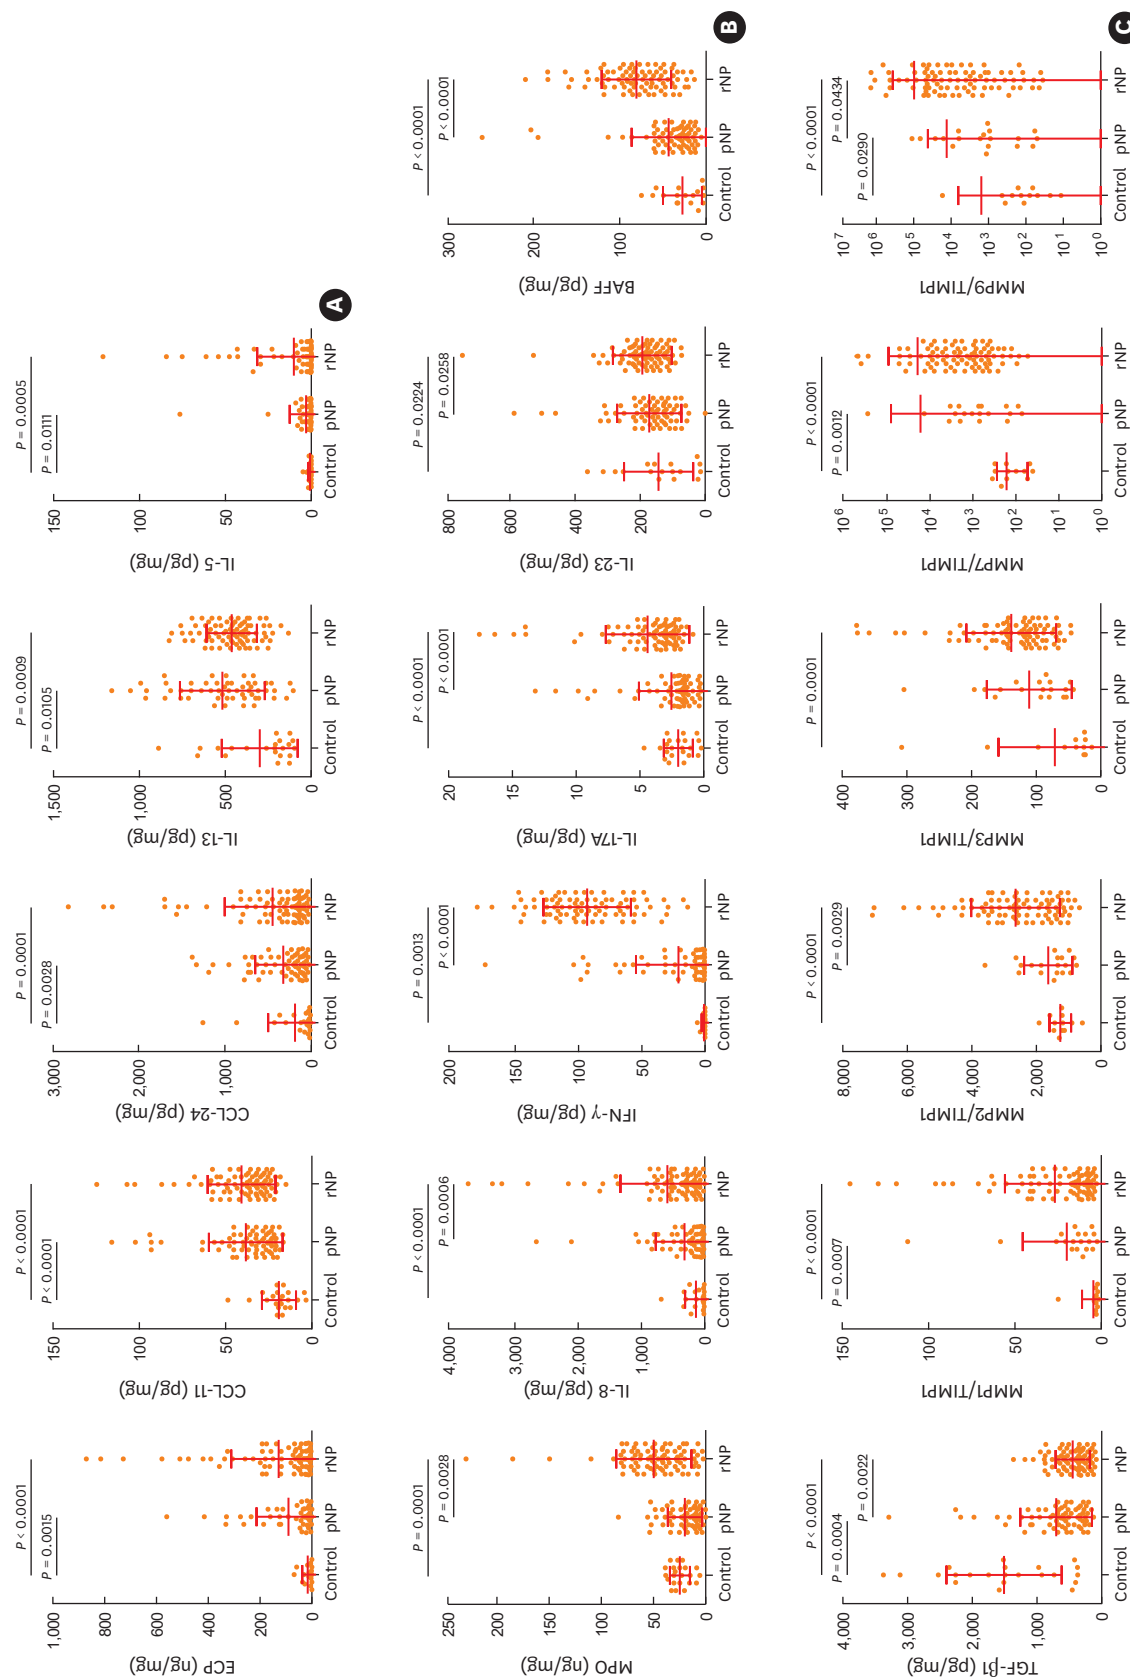 P < 0.0001
P = 0.0015
1,000
800
600
400
200
0
ECP (ng/mg)
Control pNP rNP
P < 0.0001
P < 0.0001
150
100
50
0
CCL-11 (pg/mg)
Control pNP rNP
P = 0.0001
P = 0.0028
3,000
2,000
1,000
0
CCL-24 (pg/mg)
Control pNP rNP
P = 0.0009
P = 0.0105
1,500
1,000
500
0
IL-13 (pg/mg)
Control pNP rNP
P = 0.0005
P = 0.0111
150
100
50
0
IL-5 (pg/mg)
Control pNP rNP
A
P = 0.0001
P = 0.0028
250
200
150
100
50
0
MPO (ng/mg)
Control pNP rNP
P < 0.0001
P = 0.0006
4,000
3,000
2,000
1,000
0
IL-8 (pg/mg)
Control pNP rNP
P = 0.0013
P < 0.0001
200
150
100
50
0
IFN-γ (pg/mg)
Control pNP rNP
P < 0.0001
P < 0.0001
20
15
10
5
0
IL-17A (pg/mg)
Control pNP rNP
P = 0.0224
P = 0.0258
800
600
400
200
0
IL-23 (pg/mg)
Control pNP rNP
P < 0.0001
P < 0.0001
300
200
100
0
BAFF (pg/mg)
Control pNP rNP
B
P < 0.0001
P = 0.0004
P = 0.0022
4,000
3,000
2,000
1,000
0
TGF-β1 (pg/mg)
Control pNP rNP
P < 0.0001
P = 0.0007
150
100
50
0
MMP1/TIMP1
Control pNP rNP
P < 0.0001
P = 0.0029
8,000
6,000
4,000
2,000
0
MMP2/TIMP1
Control pNP rNP
P = 0.0001
400
300
200
100
0
MMP3/TIMP1
Control pNP rNP
P < 0.0001
P = 0.0012
10⁶
10⁵
10⁴
10³
10²
10¹
10⁰
MMP7/TIMP1
Control pNP rNP
P < 0.0001
P = 0.0434
P = 0.0290
10⁷
10⁶
10⁵
10⁴
10³
10²
10¹
10⁰
MMP9/TIMP1
Control pNP rNP
C